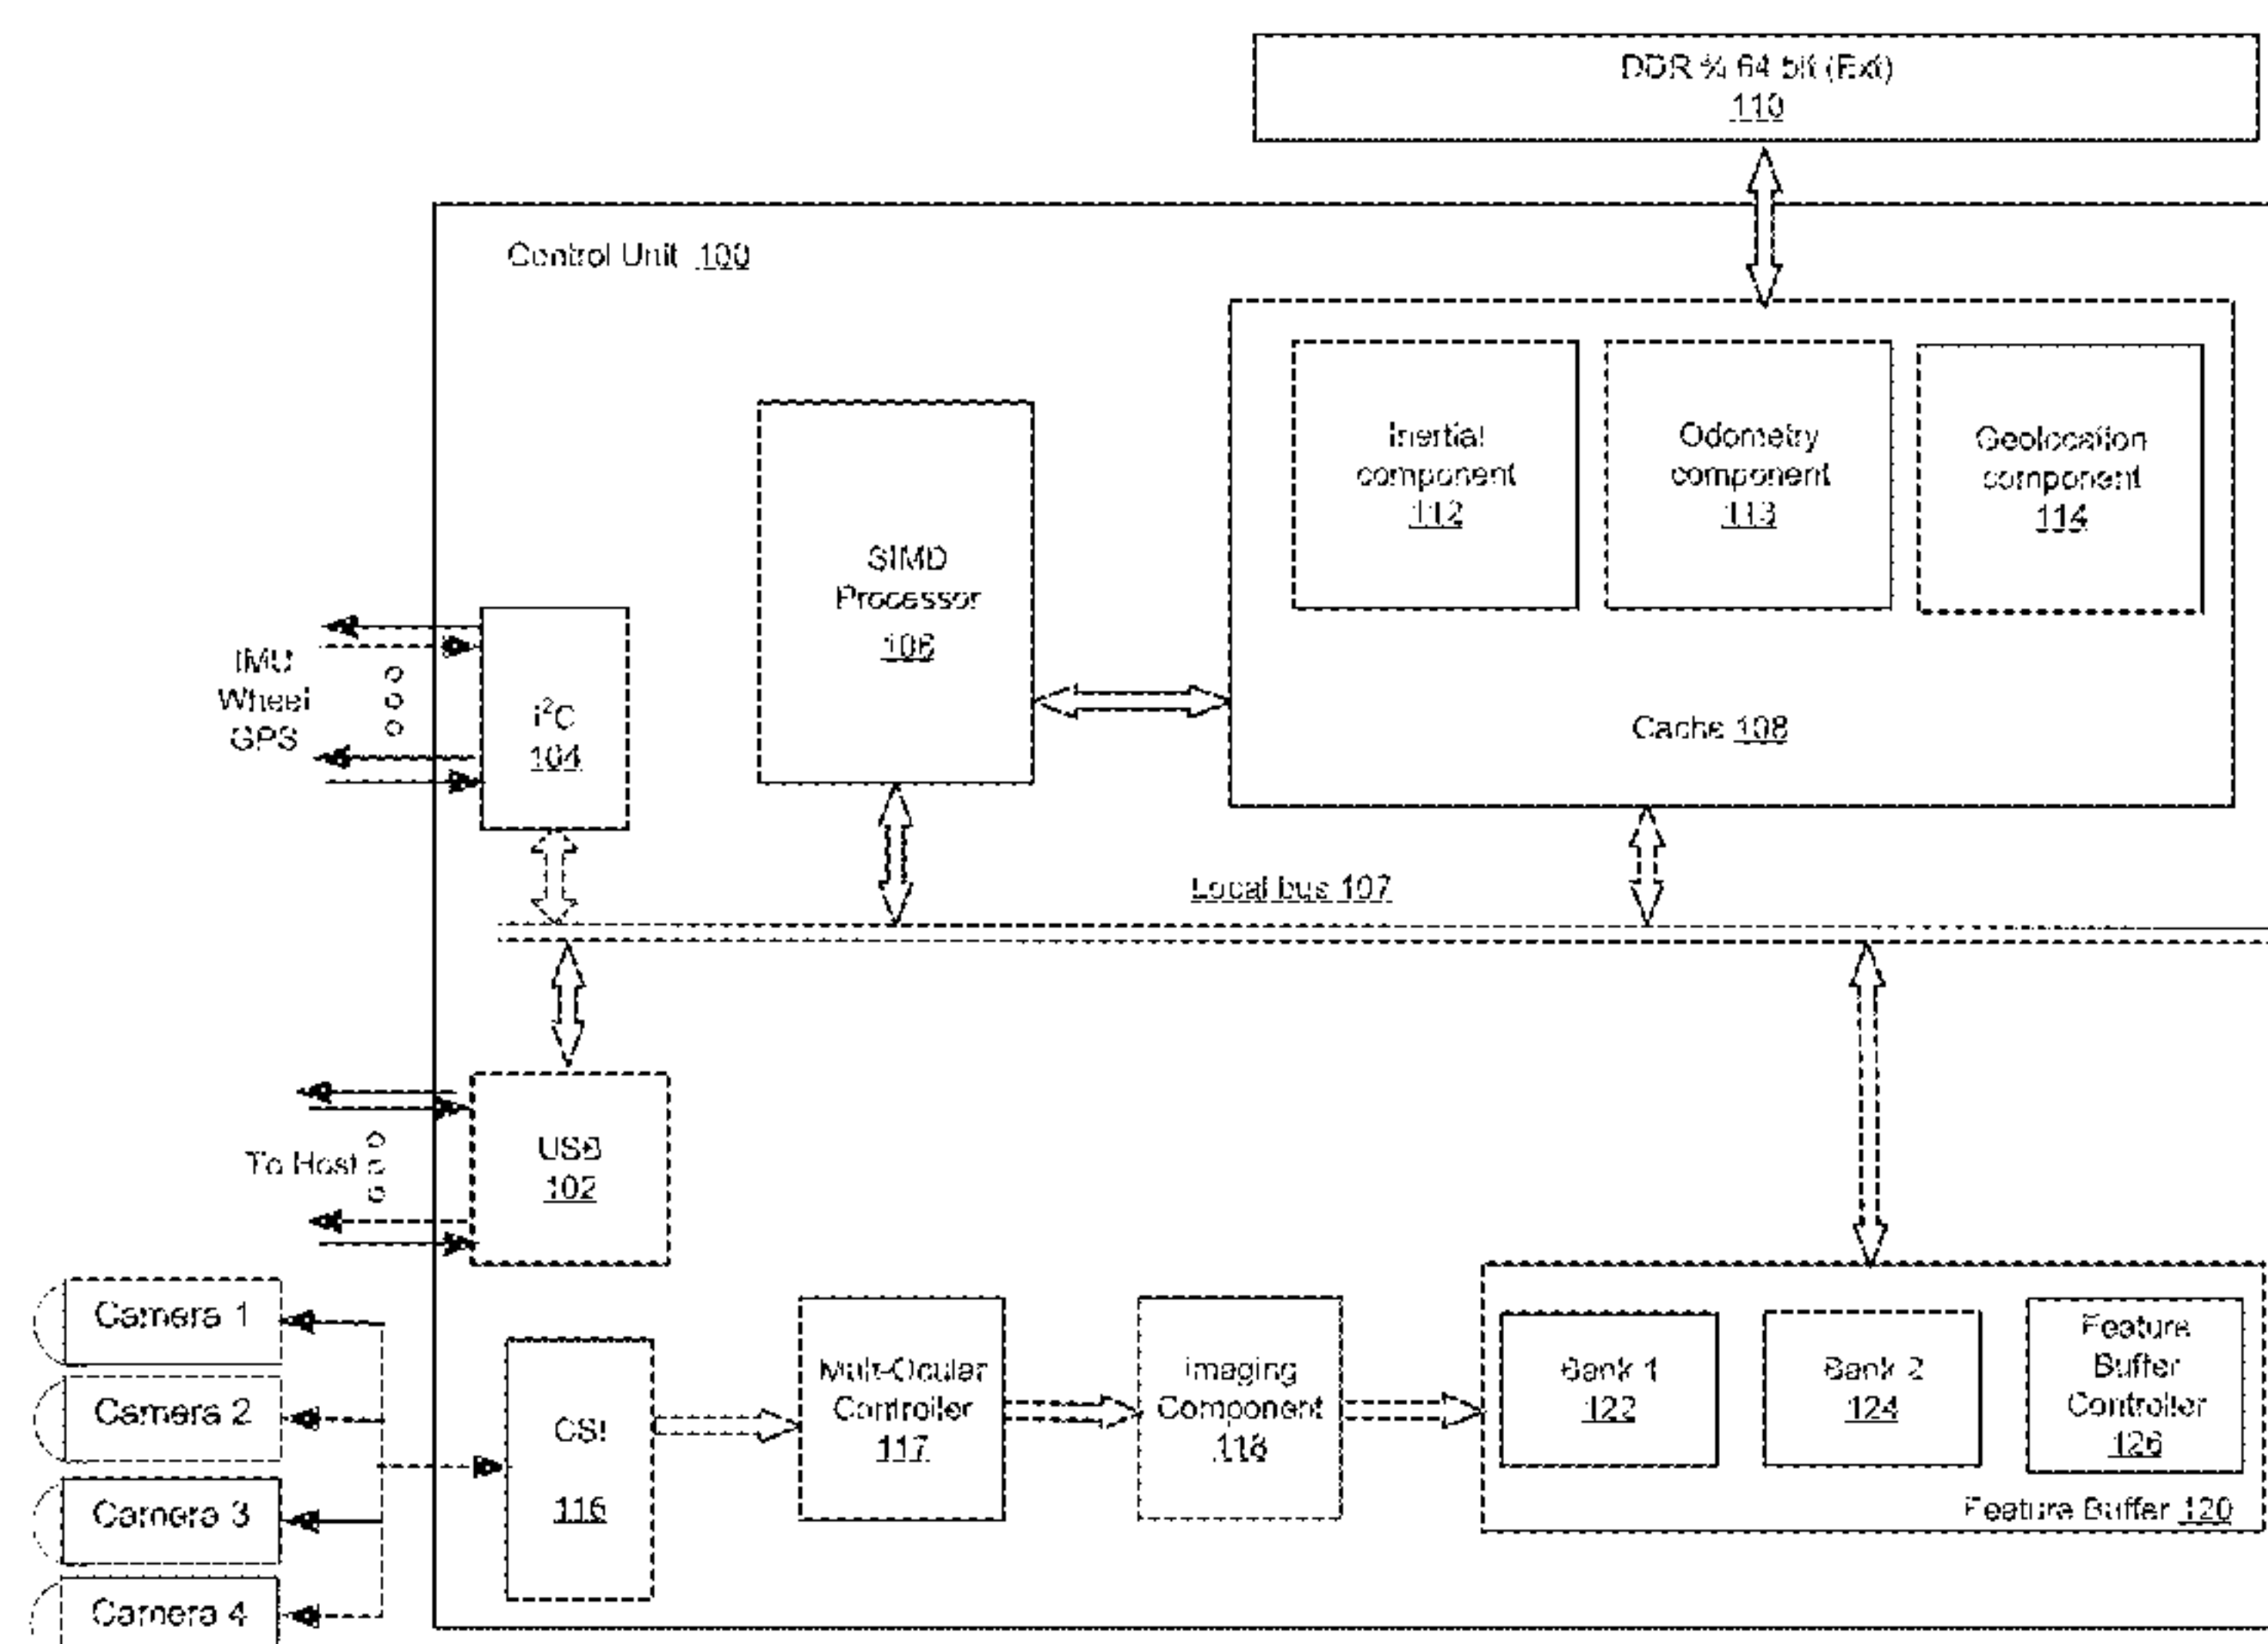 DDR ¾ 64 bit (Ext)
110
Control Unit 100
Inertial
component
112
Odometry
component
113
Geolocation
component
114
SIMD
Processor
106
IMU
Wheel
GPS
i²C
104
Cache 108
Local bus 107
USB
102
To Host
Camera 1
Camera 2
Camera 3
Camera 4
CSI
116
Mult-Ocular
Controller
117
Imaging
Component
118
Bank 1
122
Bank 2
124
Feature
Buffer
Controller
126
Feature Buffer 120